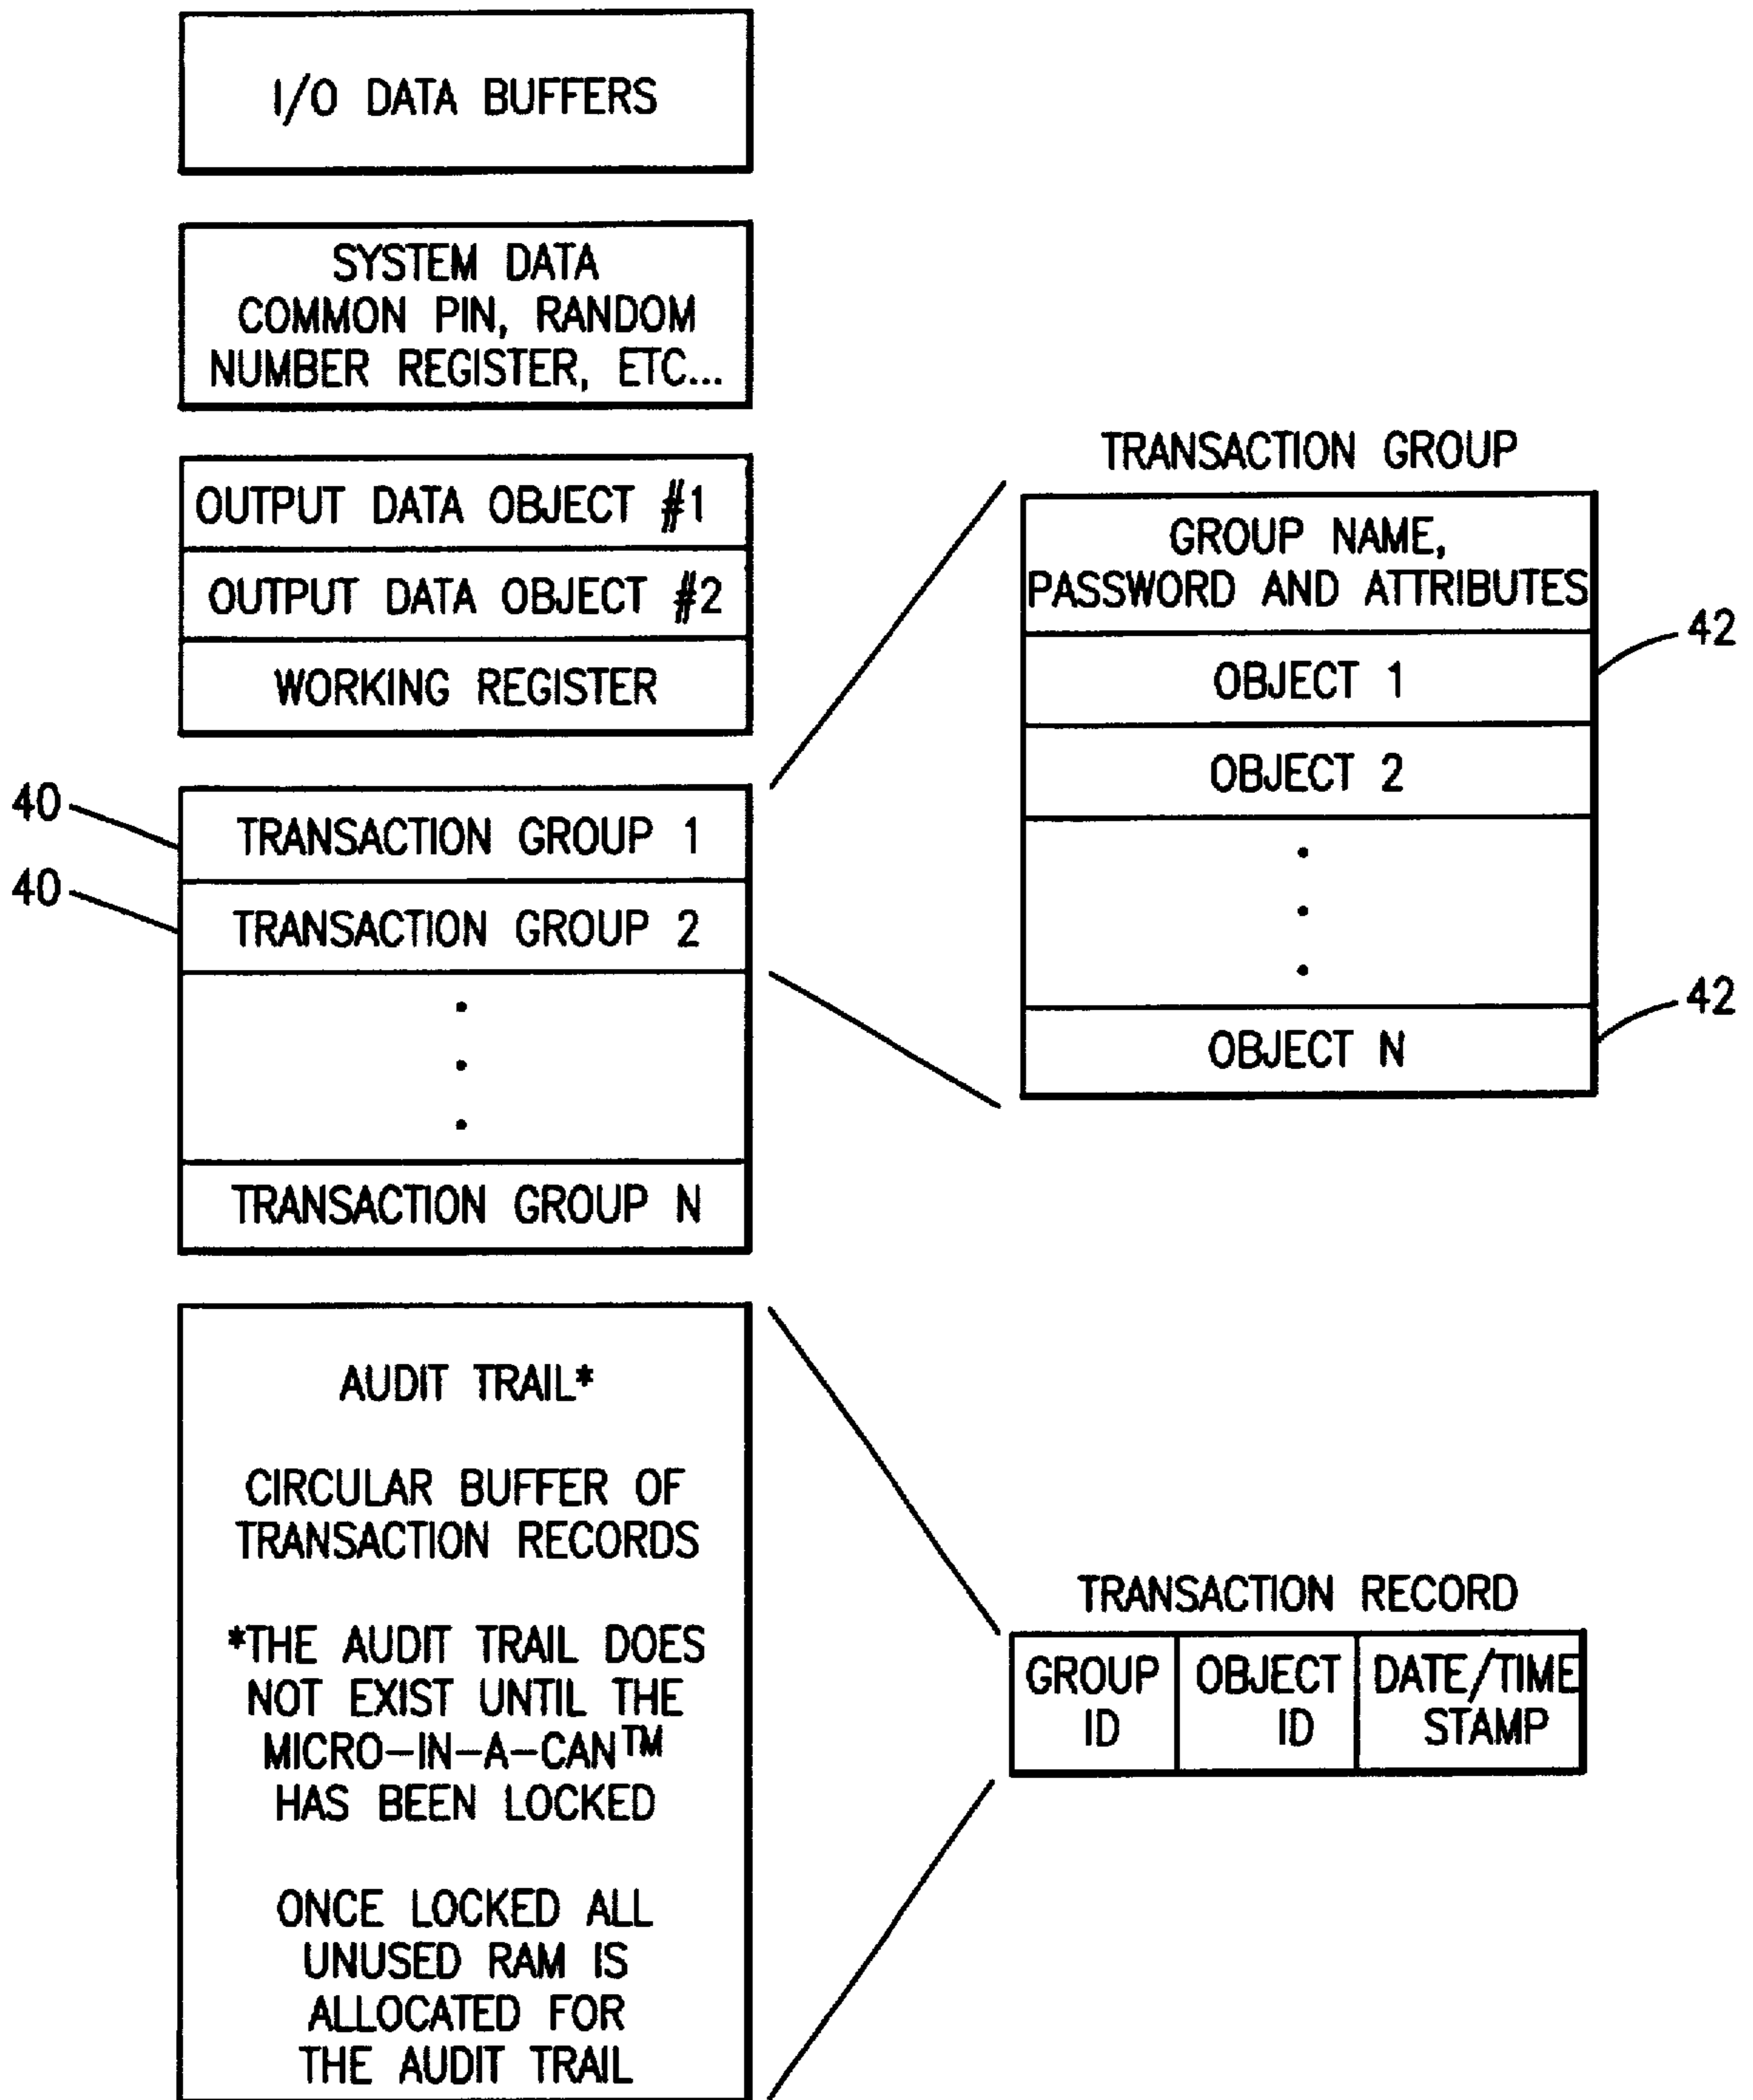 I/O DATA BUFFERS
SYSTEM DATA
COMMON PIN, RANDOM
NUMBER REGISTER, ETC...
OUTPUT DATA OBJECT #1
OUTPUT DATA OBJECT #2
WORKING REGISTER
40
TRANSACTION GROUP 1
40
TRANSACTION GROUP 2
TRANSACTION GROUP N
TRANSACTION GROUP
GROUP NAME,
PASSWORD AND ATTRIBUTES
42
OBJECT 1
OBJECT 2
42
OBJECT N
AUDIT TRAIL*
CIRCULAR BUFFER OF
TRANSACTION RECORDS
*THE AUDIT TRAIL DOES
NOT EXIST UNTIL THE
MICRO-IN-A-CAN™
HAS BEEN LOCKED
ONCE LOCKED ALL
UNUSED RAM IS
ALLOCATED FOR
THE AUDIT TRAIL
TRANSACTION RECORD
GROUP
ID
OBJECT
ID
DATE/TIME
STAMP